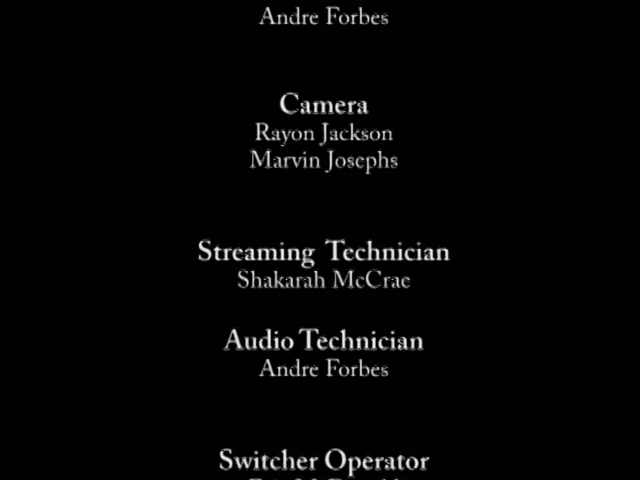 Andre Forbes
Camera
Rayon Jackson
Marvin Josephs
Streaming Technician
Shakarah McCrae
Audio Technician
Andre Forbes
Switcher Operator